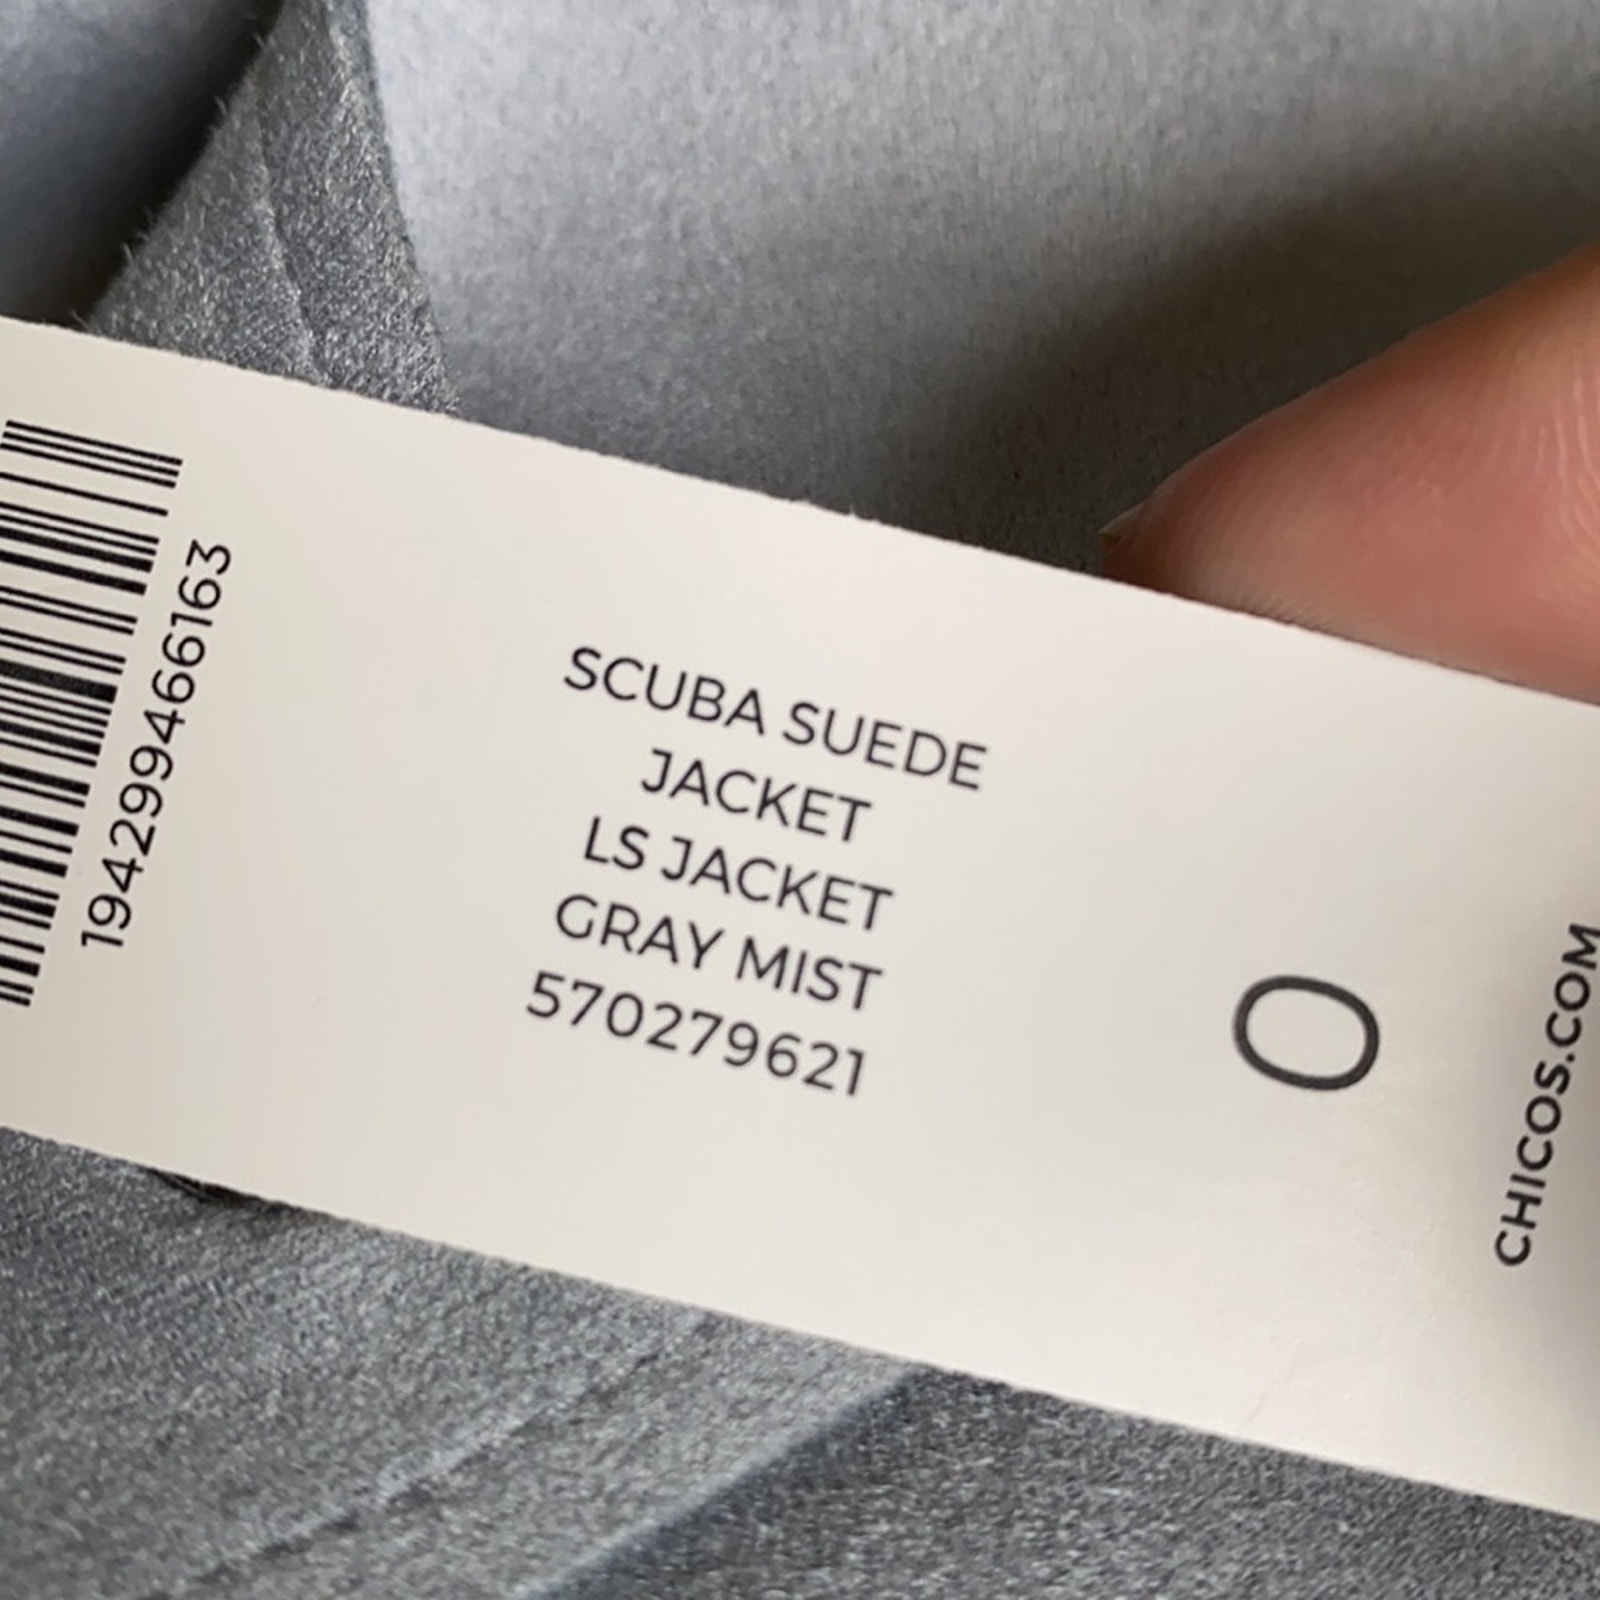 194299466163
SCUBA SUEDE
JACKET
LS JACKET
GRAY MIST
570279621
0
CHICOS.COM